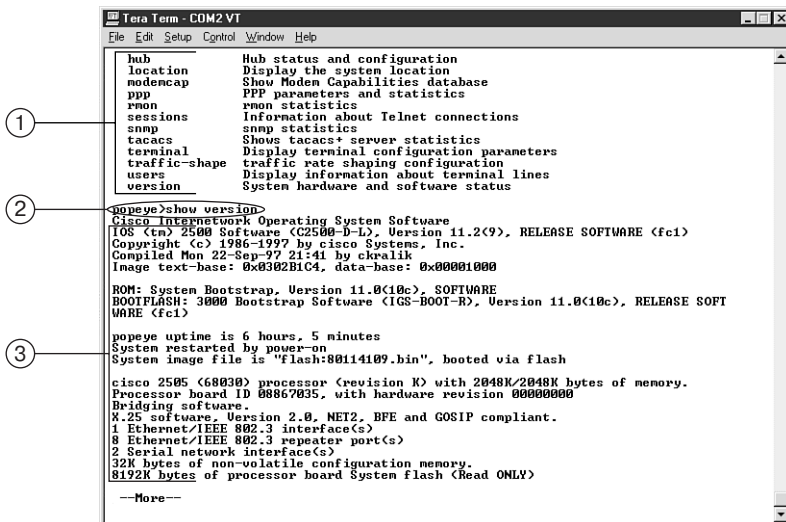 Tera Term - COM2 VT
File Edit Setup Control Window Help
hub Hub status and configuration
location Display the system location
modemcap Show Modem Capabilities database
ppp PPP parameters and statistics
rmon rmon statistics
sessions Information about Telnet connections
snmp snmp statistics
tacacs Shows tacacs+ server statistics
terminal Display terminal configuration parameters
traffic-shape traffic rate shaping configuration
users Display information about terminal lines
version System hardware and software status
1
2
popeye>show version
Cisco Internetwork Operating System Software
IOS (tm) 2500 Software (C2500-D-L), Version 11.2(9), RELEASE SOFTWARE (fc1)
Copyright (c) 1986-1997 by cisco Systems, Inc.
Compiled Mon 22-Sep-97 21:41 by ckralik
Image text-base: 0x0302B1C4, data-base: 0x00001000
ROM: System Bootstrap, Version 11.0(10c), SOFTWARE
BOOTFLASH: 3000 Bootstrap Software (IGS-BOOT-R), Version 11.0(10c), RELEASE SOFT
WARE (fc1)
popeye uptime is 6 hours, 5 minutes
3
System restarted by power-on
System image file is "flash:80114109.bin", booted via flash
cisco 2505 (68030) processor (revision K) with 2048K/2048K bytes of memory.
Processor board ID 08867035, with hardware revision 00000000
Bridging software.
X.25 software, Version 2.0, NET2, BFE and GOSIP compliant.
1 Ethernet/IEEE 802.3 interface(s)
8 Ethernet/IEEE 802.3 repeater port(s)
2 Serial network interface(s)
32K bytes of non-volatile configuration memory.
8192K bytes of processor board System flash (Read ONLY)
--More--